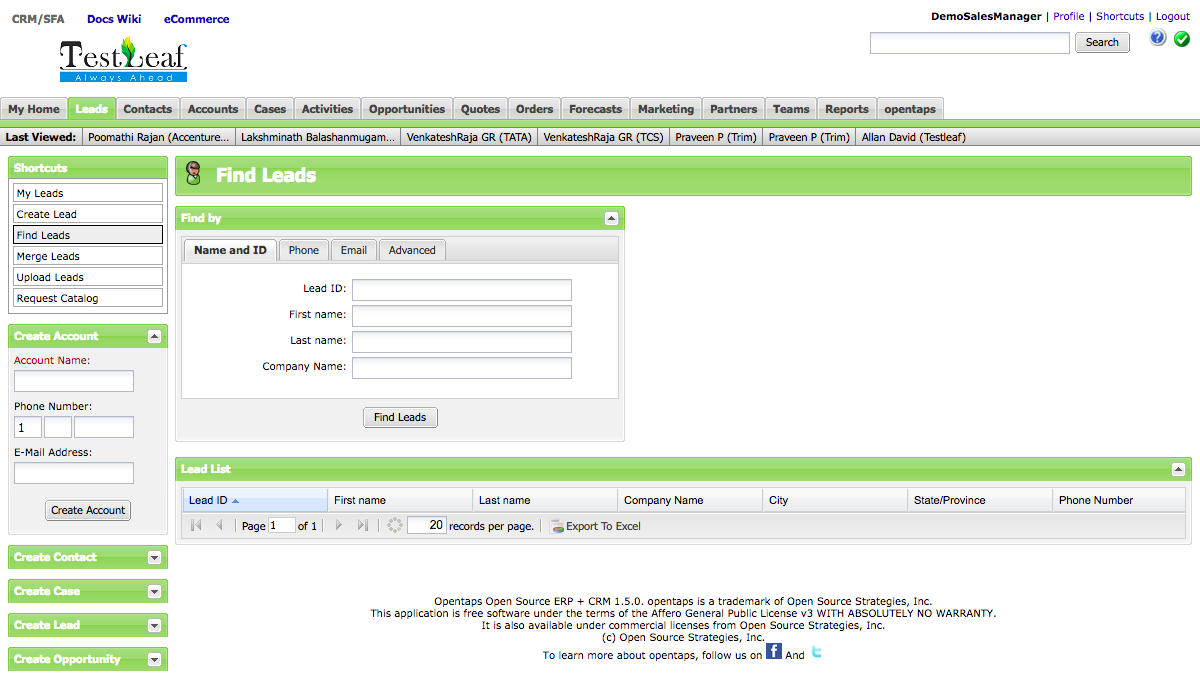 CRM/SFA Docs Wiki eCommerce
DemoSalesManager | Profile | Shortcuts | Logout
TestLeaf
Always Ahead
Search
My Home Leads Contacts Accounts Cases Activities Opportunities Quotes Orders Forecasts Marketing Partners Teams Reports opentaps
Last Viewed: Poomathi Rajan (Accenture... Lakshminath Balashanmugam... VenkateshRaja GR (TATA) VenkateshRaja GR (TCS) Praveen P (Trim) Praveen P (Trim) Allan David (Testleaf)
Shortcuts
My Leads
Create Lead
Find Leads
Merge Leads
Upload Leads
Request Catalog
Create Account
Account Name:
Phone Number:
1
E-Mail Address:
Create Account
Create Contact
Create Case
Create Lead
Create Opportunity
Find Leads
Find by
Name and ID Phone Email Advanced
Lead ID:
First name:
Last name:
Company Name:
Find Leads
Lead List
Lead ID First name Last name Company Name City State/Province Phone Number
Page 1 of 1 20 records per page. Export To Excel
Opentaps Open Source ERP + CRM 1.5.0. opentaps is a trademark of Open Source Strategies, Inc.
This application is free software under the terms of the Affero General Public License v3 WITH ABSOLUTELY NO WARRANTY.
It is also available under commercial licenses from Open Source Strategies, Inc.
(c) Open Source Strategies, Inc.
To learn more about opentaps, follow us on f And t